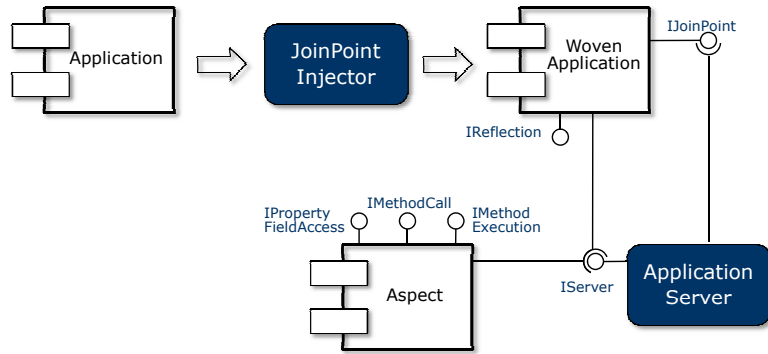 Application
JoinPoint
Injector
Woven
Application
IJoinPoint
IReflection
IProperty
FieldAccess
IMethodCall
IMethod
Execution
Aspect
IServer
Application
Server